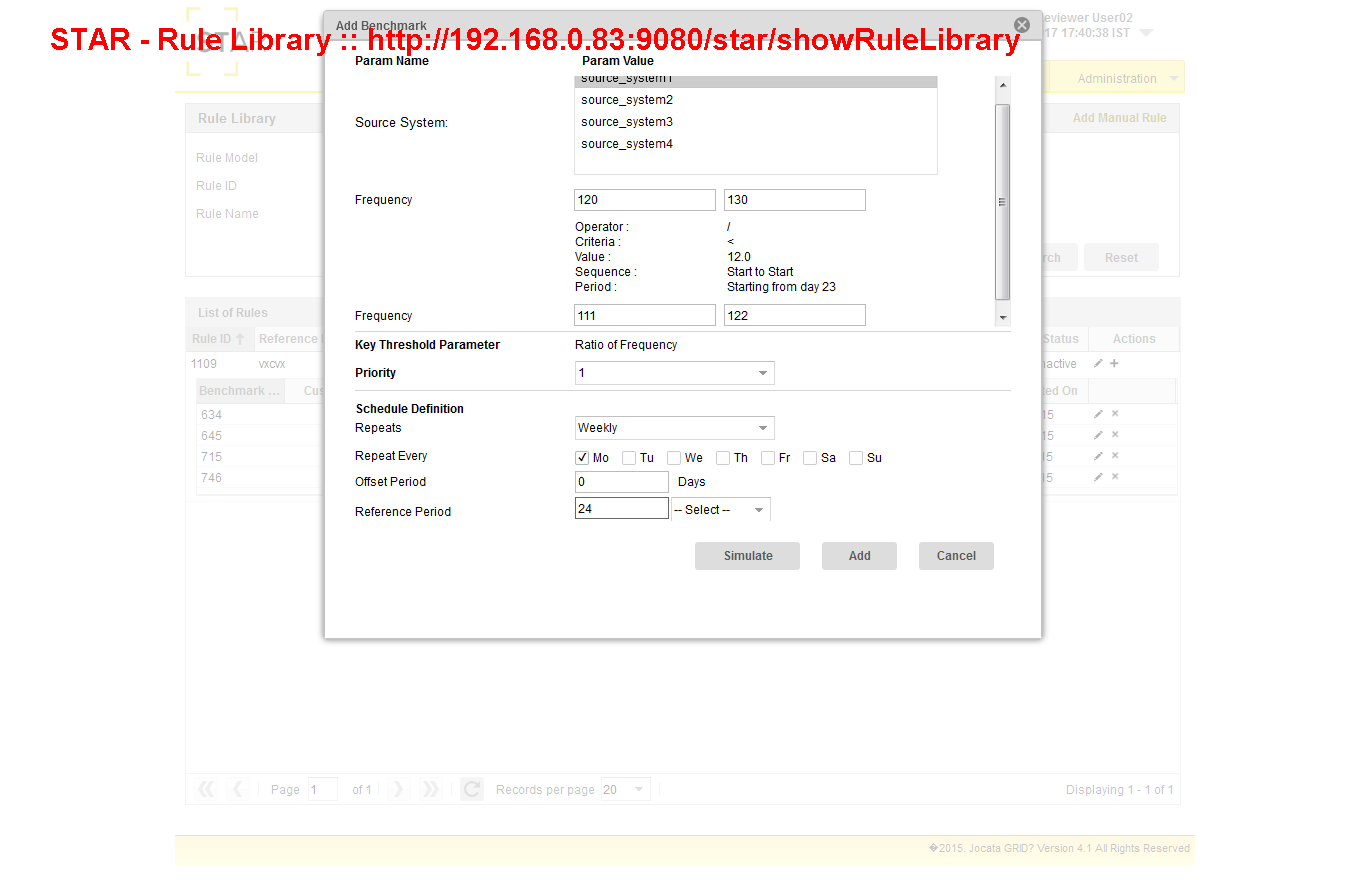 Add Benchmark
eviewer User02
STAR - Rule Library :: http://192.168.0.83:9080/star/showRuleLibrary
STA
17 17:40:38 IST
Param Name Param Value
Administration
source_system1
source_system2
Source System:
source_system3
source_system4
Rule Library
Add Manual Rule
Rule Model
Rule ID
Rule Name
Frequency 120 130
Operator : /
Criteria : <
Value : 12.0
Sequence : Start to Start
Period : Starting from day 23
rch Reset
Frequency 111 122
List of Rules
Rule ID Reference Status Actions
Key Threshold Parameter Ratio of Frequency
1109 vxcvx nactive
Priority 1
Benchmark ... Cus ted On
Schedule Definition
634 15
Repeats Weekly
645 15
Repeat Every Mo Tu We Th Fr Sa Su
715 15
Offset Period 0 Days
746 15
Reference Period 24 -- Select --
Simulate Add Cancel
Page 1 of 1 Records per page 20 Displaying 1 - 1 of 1
�2015. Jocata GRID? Version 4.1 All Rights Reserved